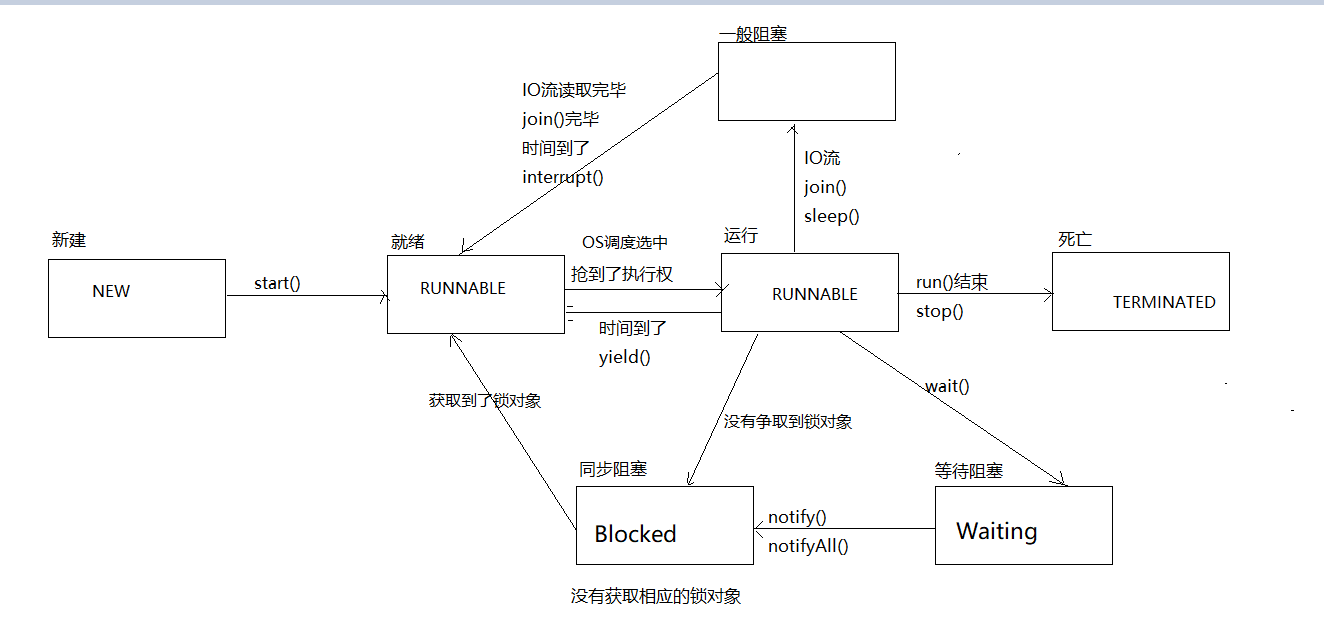 一般阻塞
IO流读取完毕
join()完毕
时间到了
interrupt()
IO流
join()
sleep()
新建
NEW
start()
就绪
RUNNABLE
OS调度选中
抢到了执行权
时间到了
yield()
运行
RUNNABLE
run()结束
stop()
死亡
TERMINATED
获取到了锁对象
没有争取到锁对象
wait()
同步阻塞
Blocked
没有获取相应的锁对象
notify()
notifyAll()
等待阻塞
Waiting